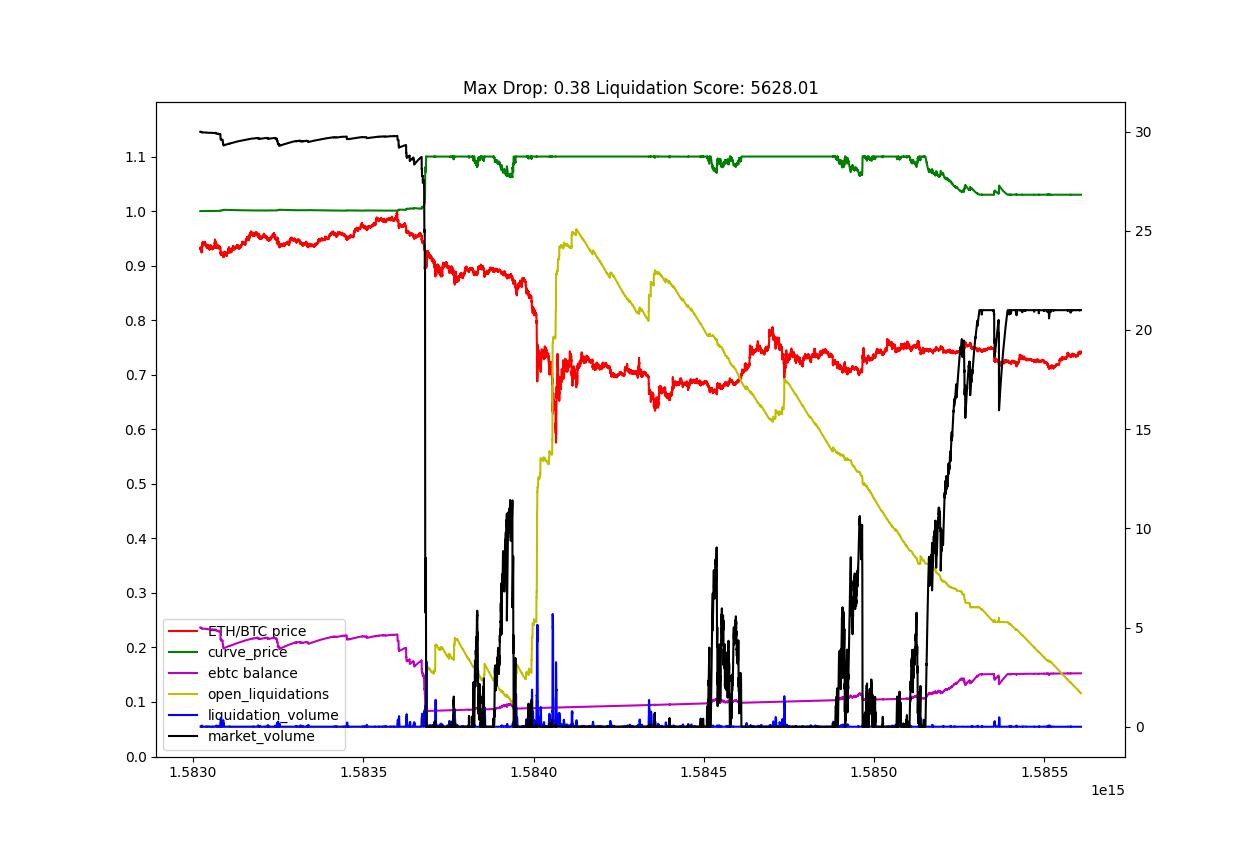 Max Drop: 0.38 Liquidation Score: 5628.01
1.1
1.0
0.9
0.8
0.7
0.6
0.5
0.4
0.3
0.2
0.1
0.0
30
25
20
15
10
5
0
ETH/BTC price
curve_price
ebtc balance
open_liquidations
liquidation_volume
market_volume
1.5830 1.5835 1.5840 1.5845 1.5850 1.5855
1e15